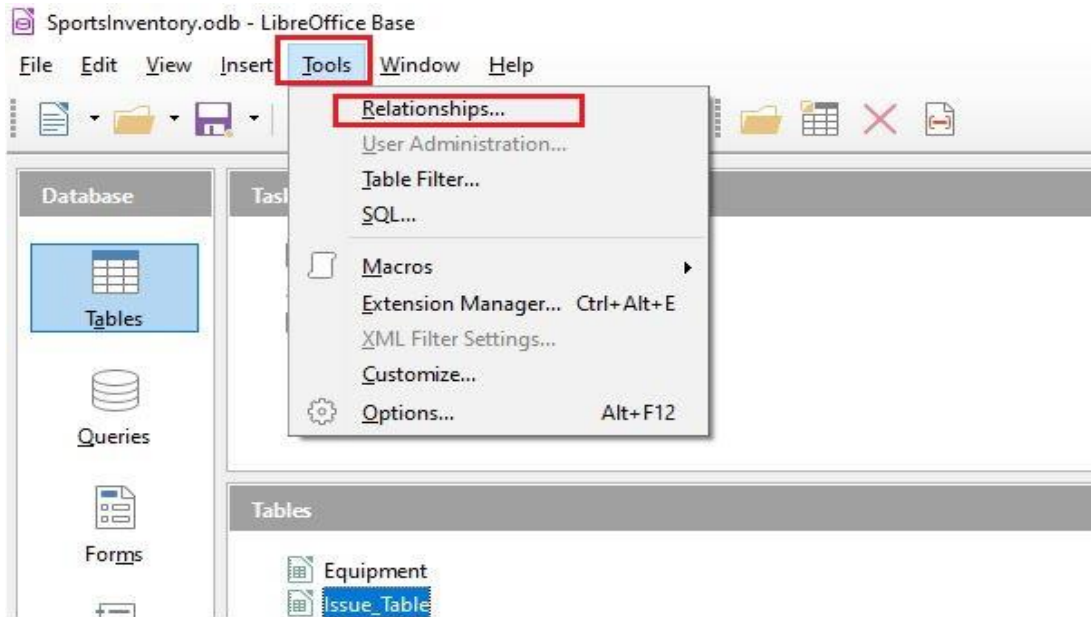 SportsInventory.odb - LibreOffice Base
File Edit View Insert Tools Window Help
Relationships...
User Administration...
Table Filter...
SQL...
Macros
Extension Manager... Ctrl+Alt+E
XML Filter Settings...
Customize...
Options... Alt+F12
Database
Tables
Queries
Forms
Tables
Equipment
Issue_Table